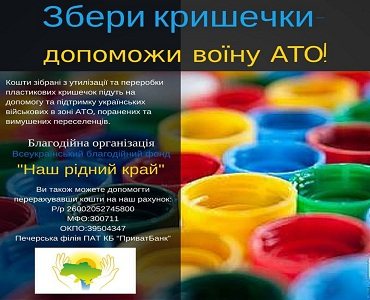 Збери кришечки-
допоможи воїну АТО!
Кошти зібрані з утилізації та переробки
пластикових кришечок підуть на
допомогу та підтримку українських
військових в зоні АТО, поранених та
вимушених переселенців.
Благодійна організація
Всеукраїнський благодійний фонд
"Наш рідний край"
Ви також можете допомогти
перерахувавши кошти на наш рахунок:
Р/р 26002052745800
МФО:300711
ОКПО:39504347
Печерська філія ПАТ КБ "ПриватБанк"